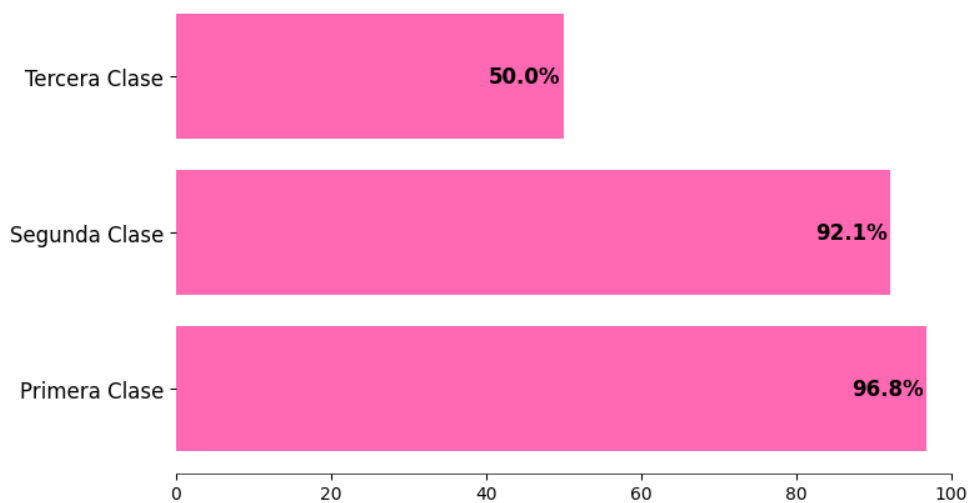 Tercera Clase
50.0%
Segunda Clase
92.1%
Primera Clase
96.8%
0 20 40 60 80 100